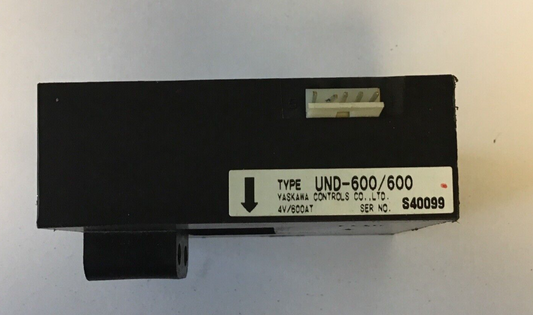 TYPE UND-600/600
YASKAWA CONTROLS CO.,LTD.
4V/600AT SER NO. S40099